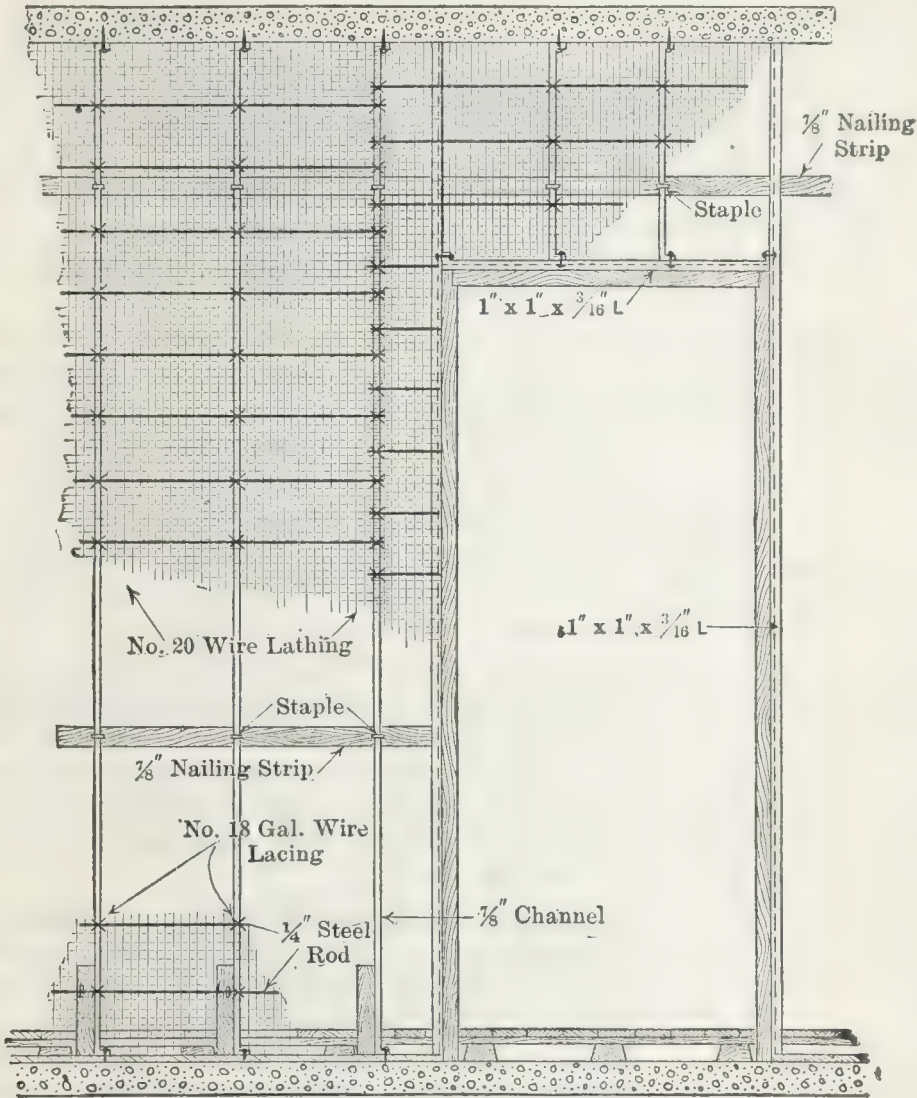 ⅞" Nailing
Strip
Staple
1" x 1" x 3/16" L
No. 20 Wire Lathing
1" x 1" x 3/16" L
Staple
⅞" Nailing Strip
No. 18 Gal. Wire
Lacing
¼" Steel
Rod
⅞" Channel